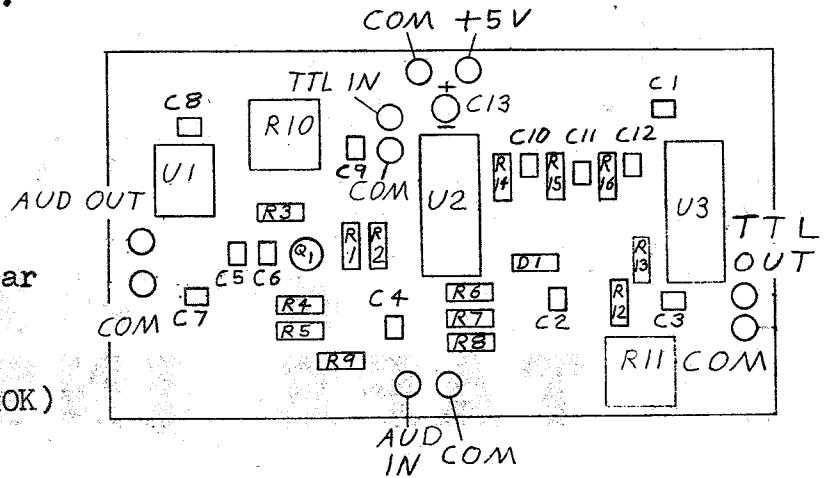 COM +5V
TTL IN
+
C13
−
C8
R10
C9
COM
U1
AUD OUT
COM
C7
C5
C6
R3
Q1
R1
R2
R4
R5
R9
C4
U2
R6
R7
R8
AUD IN
COM
R14
C10
R15
C11
R16
C12
C1
U3
D1
C2
R13
R12
C3
R11
TTL
OUT
COM
ar
OK)